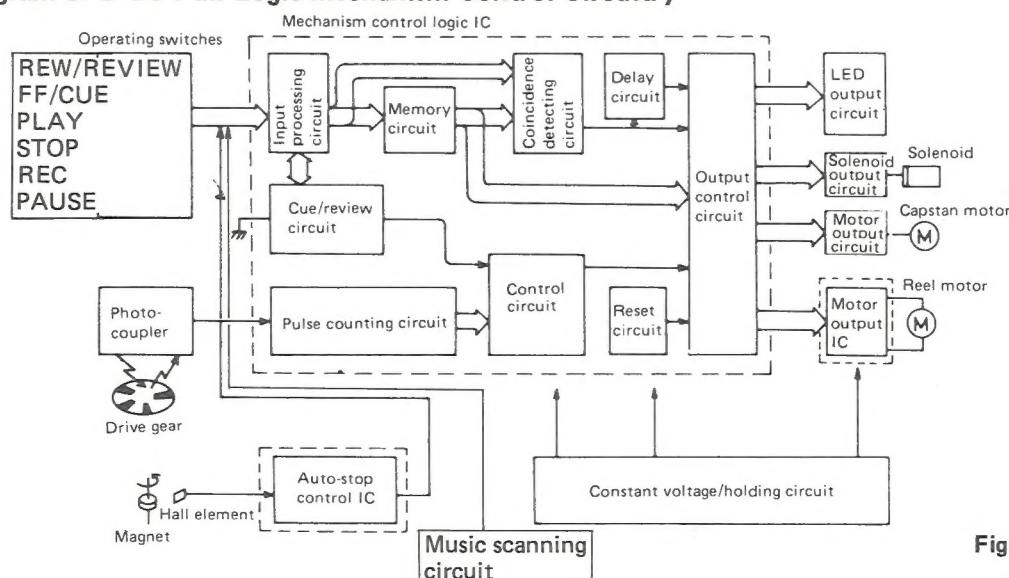 Mechanism control logic IC
Operating switches
REW/REVIEW
FF/CUE
PLAY
STOP
REC
PAUSE
Input
processing
circuit
Memory
circuit
Coincidence
detecting
circuit
Delay
circuit
Output
control
circuit
LED
output
circuit
Solenoid
output
circuit
Solenoid
Motor
output
circuit
Capstan motor
M
Cue/review
circuit
Control
circuit
Reset
circuit
Motor
output
IC
Reel motor
M
Photo-
coupler
Pulse counting circuit
Drive gear
Auto-stop
control IC
Hall element
Magnet
Constant voltage/holding circuit
Music scanning
circuit
Fig